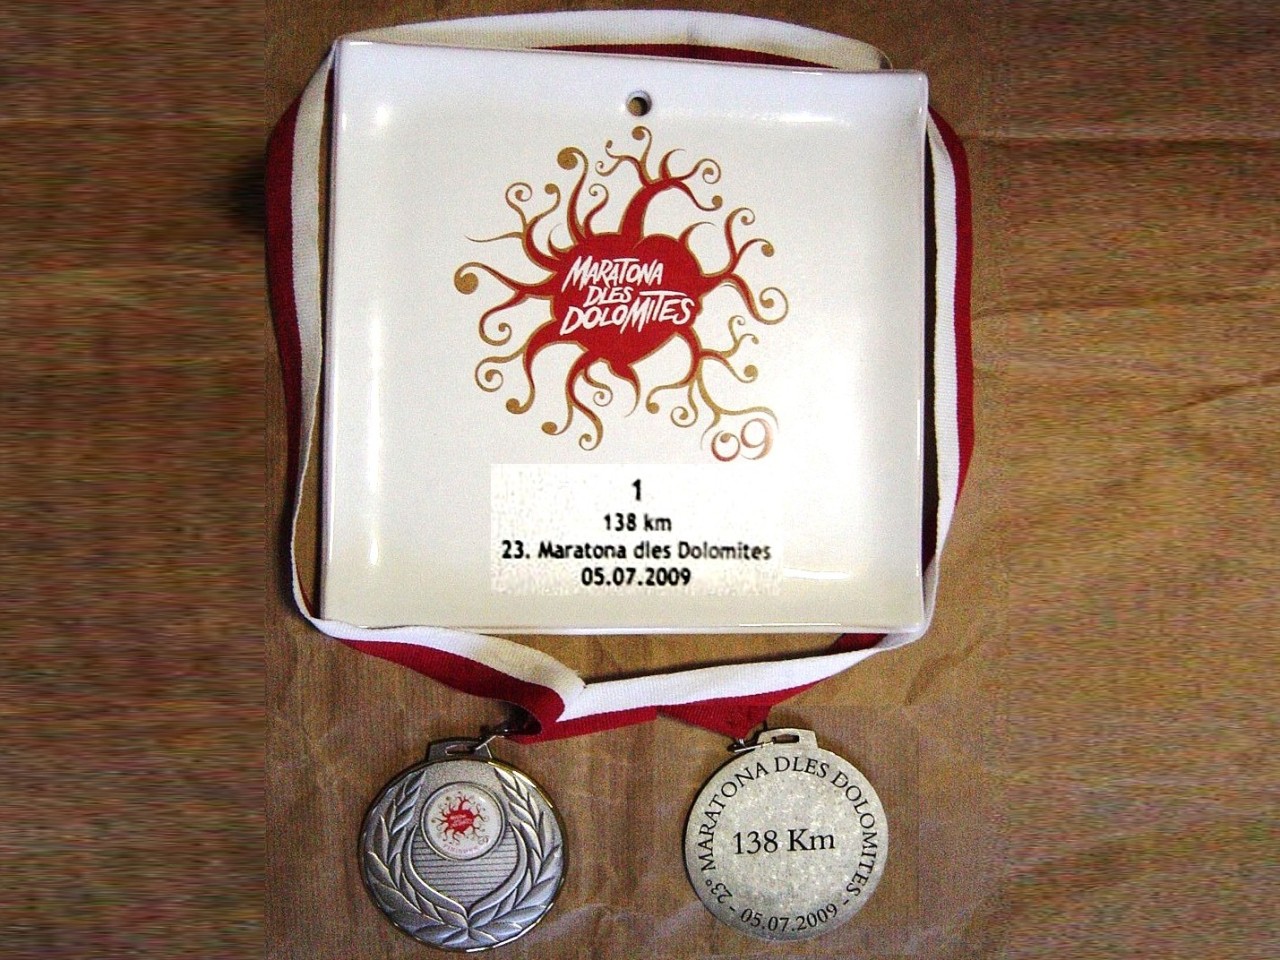 MARATONA
DLES
DOLOMITES
09
1
138 km
23. Maratona dles Dolomites
05.07.2009
23° MARATONA DLES DOLOMITES - 05.07.2009 -
138 Km